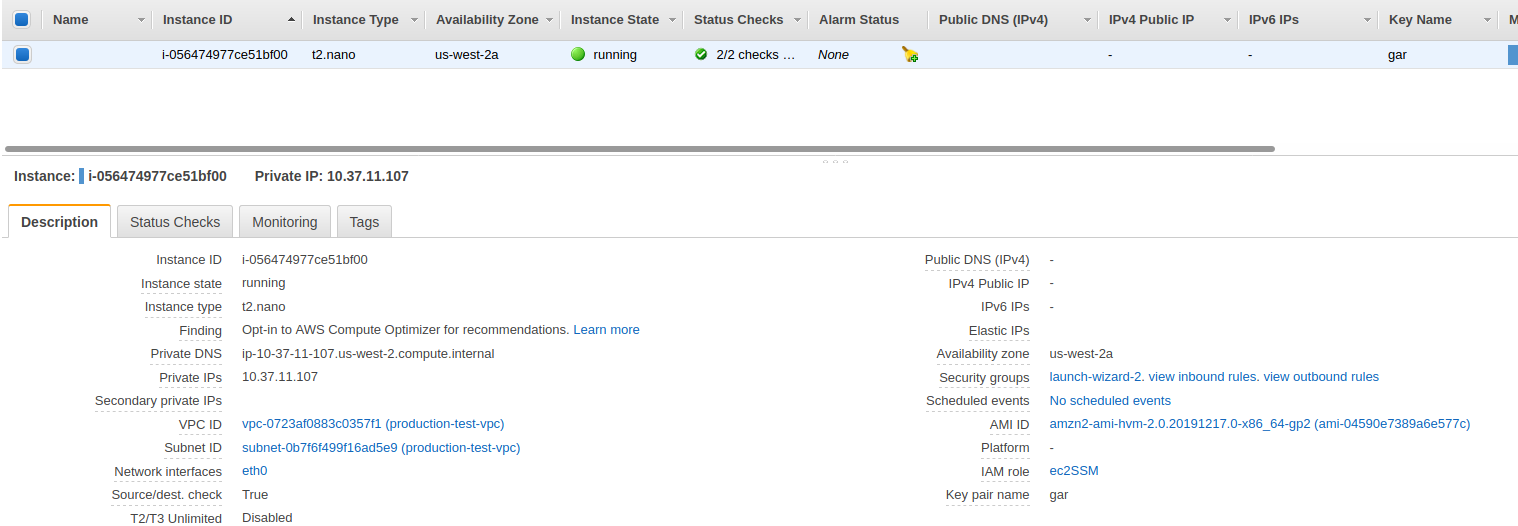 Name Instance ID Instance Type Availability Zone Instance State Status Checks Alarm Status Public DNS (IPv4) IPv4 Public IP IPv6 IPs Key Name M
i-056474977ce51bf00 t2.nano us-west-2a running 2/2 checks ... None - - gar
Instance: i-056474977ce51bf00 Private IP: 10.37.11.107
Description Status Checks Monitoring Tags
Instance ID i-056474977ce51bf00 Public DNS (IPv4) -
Instance state running IPv4 Public IP -
Instance type t2.nano IPv6 IPs -
Finding Opt-in to AWS Compute Optimizer for recommendations. Learn more Elastic IPs
Private DNS ip-10-37-11-107.us-west-2.compute.internal Availability zone us-west-2a
Private IPs 10.37.11.107 Security groups launch-wizard-2. view inbound rules. view outbound rules
Secondary private IPs Scheduled events No scheduled events
VPC ID vpc-0723af0883c0357f1 (production-test-vpc) AMI ID amzn2-ami-hvm-2.0.20191217.0-x86_64-gp2 (ami-04590e7389a6e577c)
Subnet ID subnet-0b7f6f499f16ad5e9 (production-test-vpc) Platform -
Network interfaces eth0 IAM role ec2SSM
Source/dest. check True Key pair name gar
T2/T3 Unlimited Disabled